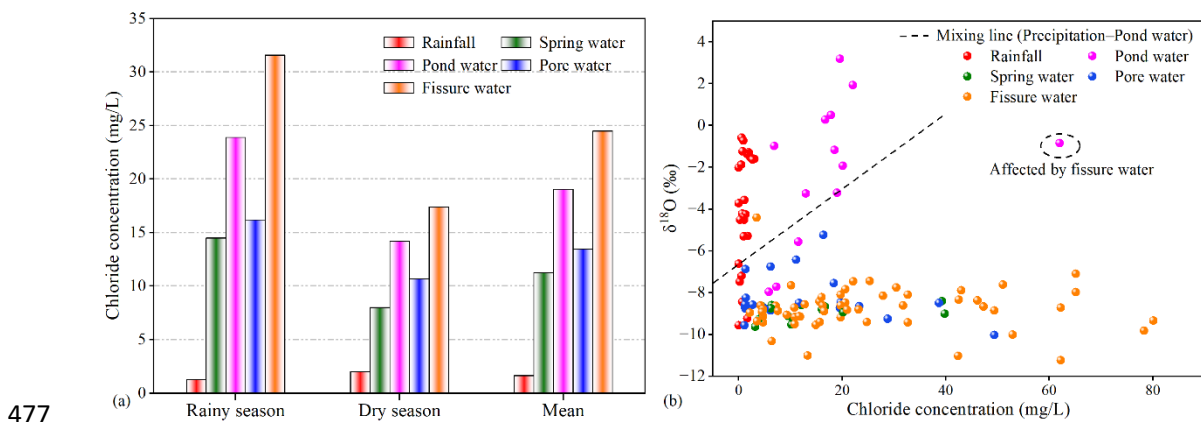 35
30
25
20
15
10
5
0
Chloride concentration (mg/L)
Rainfall
Spring water
Pond water
Pore water
Fissure water
(a)
Rainy season
Dry season
Mean
4
2
0
−2
−4
−6
−8
−10
−12
δ18O (‰)
Mixing line (Precipitation–Pond water)
Rainfall
Pond water
Spring water
Pore water
Fissure water
Affected by fissure water
(b)
0
20
40
60
80
Chloride concentration (mg/L)
477